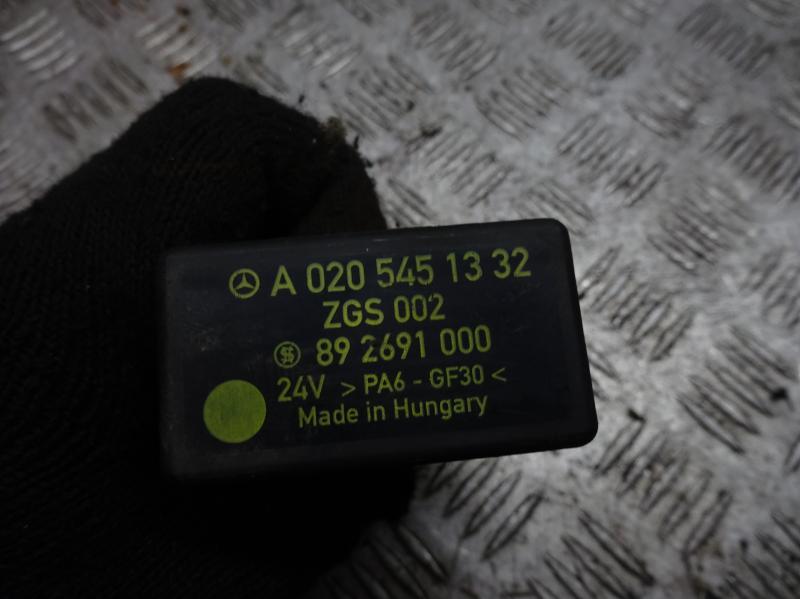 A 020 545 13 32
ZGS 002
89 2691 000
24V > PA6 - GF30 <
Made in Hungary